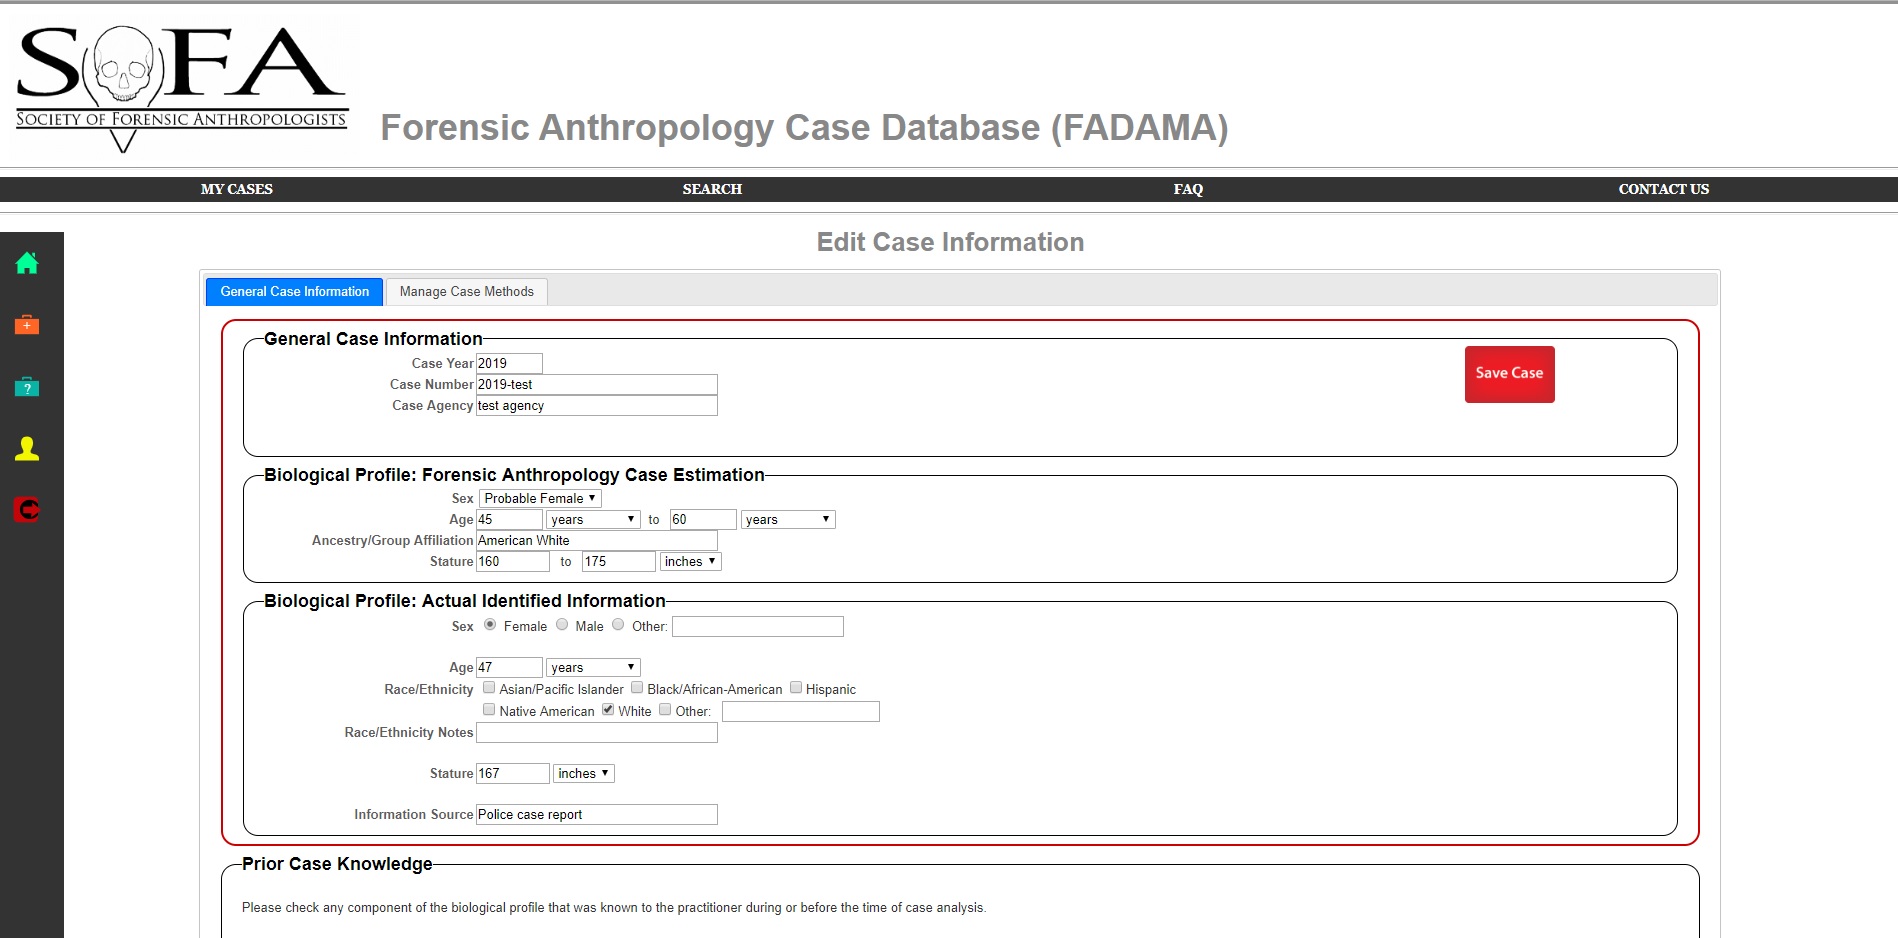 SOFA
SOCIETY OF FORENSIC ANTHROPOLOGISTS
Forensic Anthropology Case Database (FADAMA)
MY CASES SEARCH FAQ CONTACT US
Edit Case Information
General Case Information Manage Case Methods
General Case Information
Case Year 2019
Save Case
Case Number 2019-test
Case Agency test agency
Biological Profile: Forensic Anthropology Case Estimation
Sex Probable Female
Age 45 years to 60 years
Ancestry/Group Affiliation American White
Stature 160 to 175 inches
Biological Profile: Actual Identified Information
Sex Female Male Other:
Age 47 years
Race/Ethnicity Asian/Pacific Islander Black/African-American Hispanic
Native American White Other:
Race/Ethnicity Notes
Stature 167 inches
Information Source Police case report
Prior Case Knowledge
Please check any component of the biological profile that was known to the practitioner during or before the time of case analysis.